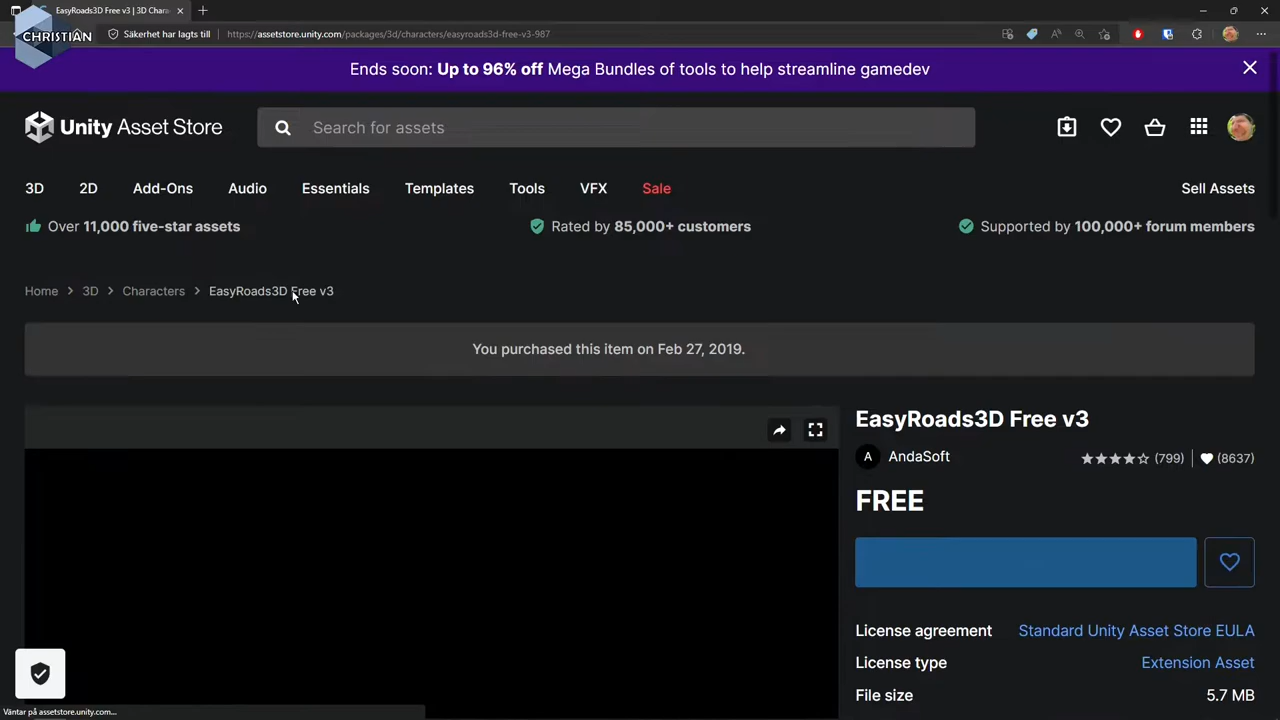 EasyRoads3D Free v3 | 3D Chara
CHRISTIAN
Säkerhet har lagts till
https://assetstore.unity.com/packages/3d/characters/easyroads3d-free-v3-987
Ends soon: Up to 96% off Mega Bundles of tools to help streamline gamedev
Unity Asset Store
Search for assets
3D 2D Add-Ons Audio Essentials Templates Tools VFX Sale Sell Assets
Over 11,000 five-star assets Rated by 85,000+ customers Supported by 100,000+ forum members
Home > 3D > Characters > EasyRoads3D Free v3
You purchased this item on Feb 27, 2019.
EasyRoads3D Free v3
A AndaSoft (799) | (8637)
FREE
License agreement Standard Unity Asset Store EULA
License type Extension Asset
File size 5.7 MB
Väntar på assetstore.unity.com...